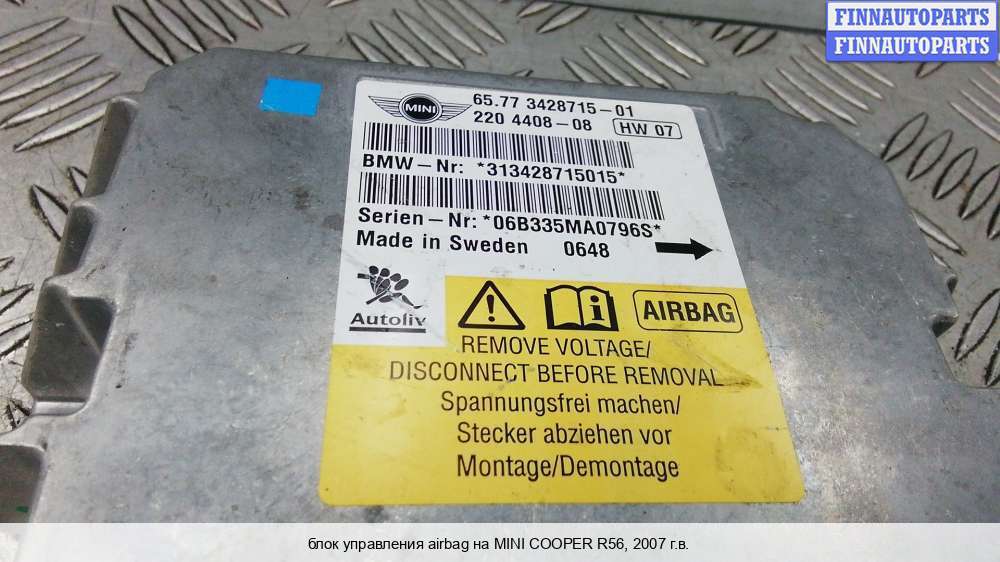 FINNAUTOPARTS
FINNAUTOPARTS
MINI
65.77 3428715-01
220 4408-08 HW 07
BMW-Nr: *313428715015*
Serien-Nr: *06B335MA0796S*
Made in Sweden 0648
Autoliv
i AIRBAG
REMOVE VOLTAGE/
DISCONNECT BEFORE REMOVAL
Spannungsfrei machen/
Stecker abziehen vor
Montage/Demontage
блок управления airbag на MINI COOPER R56, 2007 г.в.